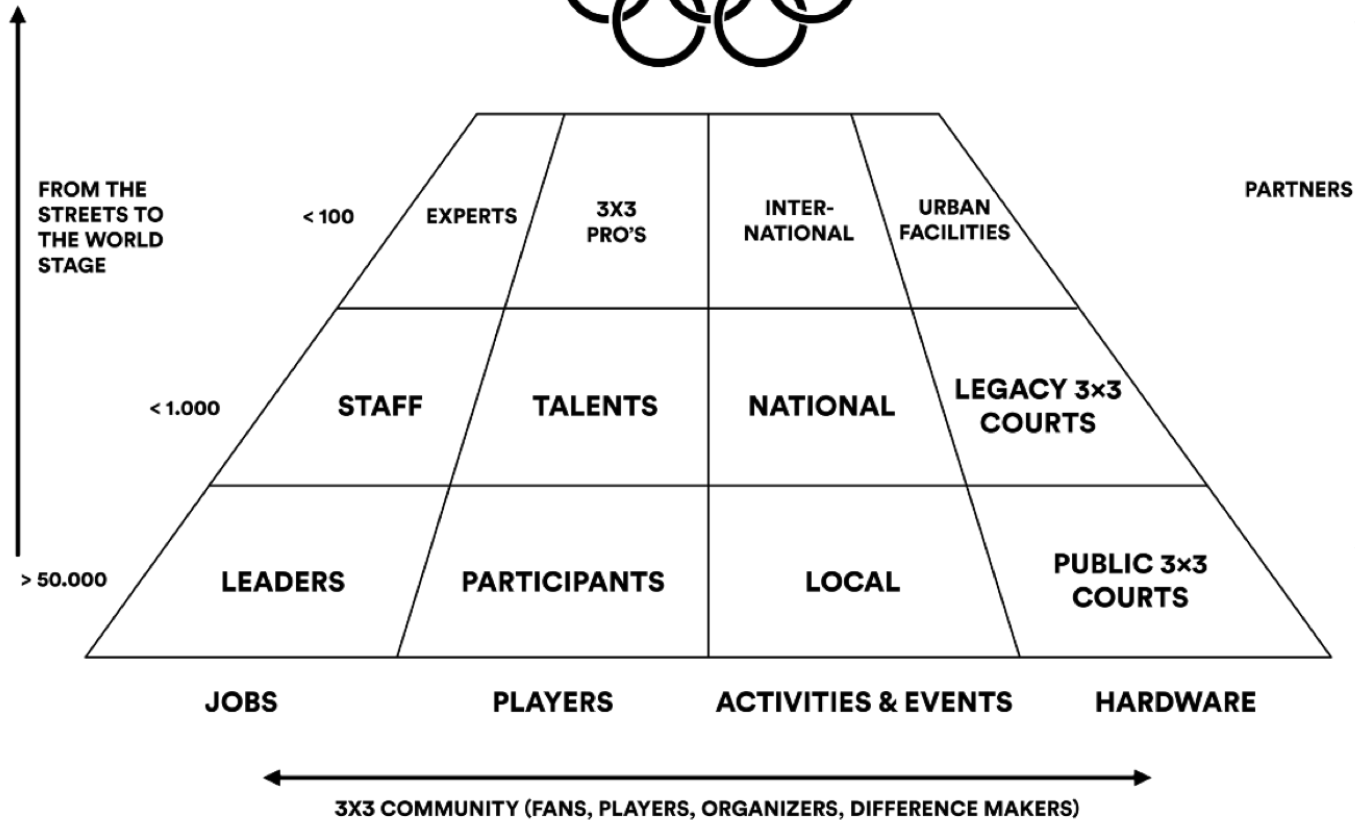 FROM THE
STREETS TO
THE WORLD
STAGE
PARTNERS
< 100
EXPERTS
3X3
PRO'S
INTER-
NATIONAL
URBAN
FACILITIES
< 1.000
STAFF
TALENTS
NATIONAL
LEGACY 3×3
COURTS
> 50.000
LEADERS
PARTICIPANTS
LOCAL
PUBLIC 3×3
COURTS
JOBS
PLAYERS
ACTIVITIES & EVENTS
HARDWARE
3X3 COMMUNITY (FANS, PLAYERS, ORGANIZERS, DIFFERENCE MAKERS)